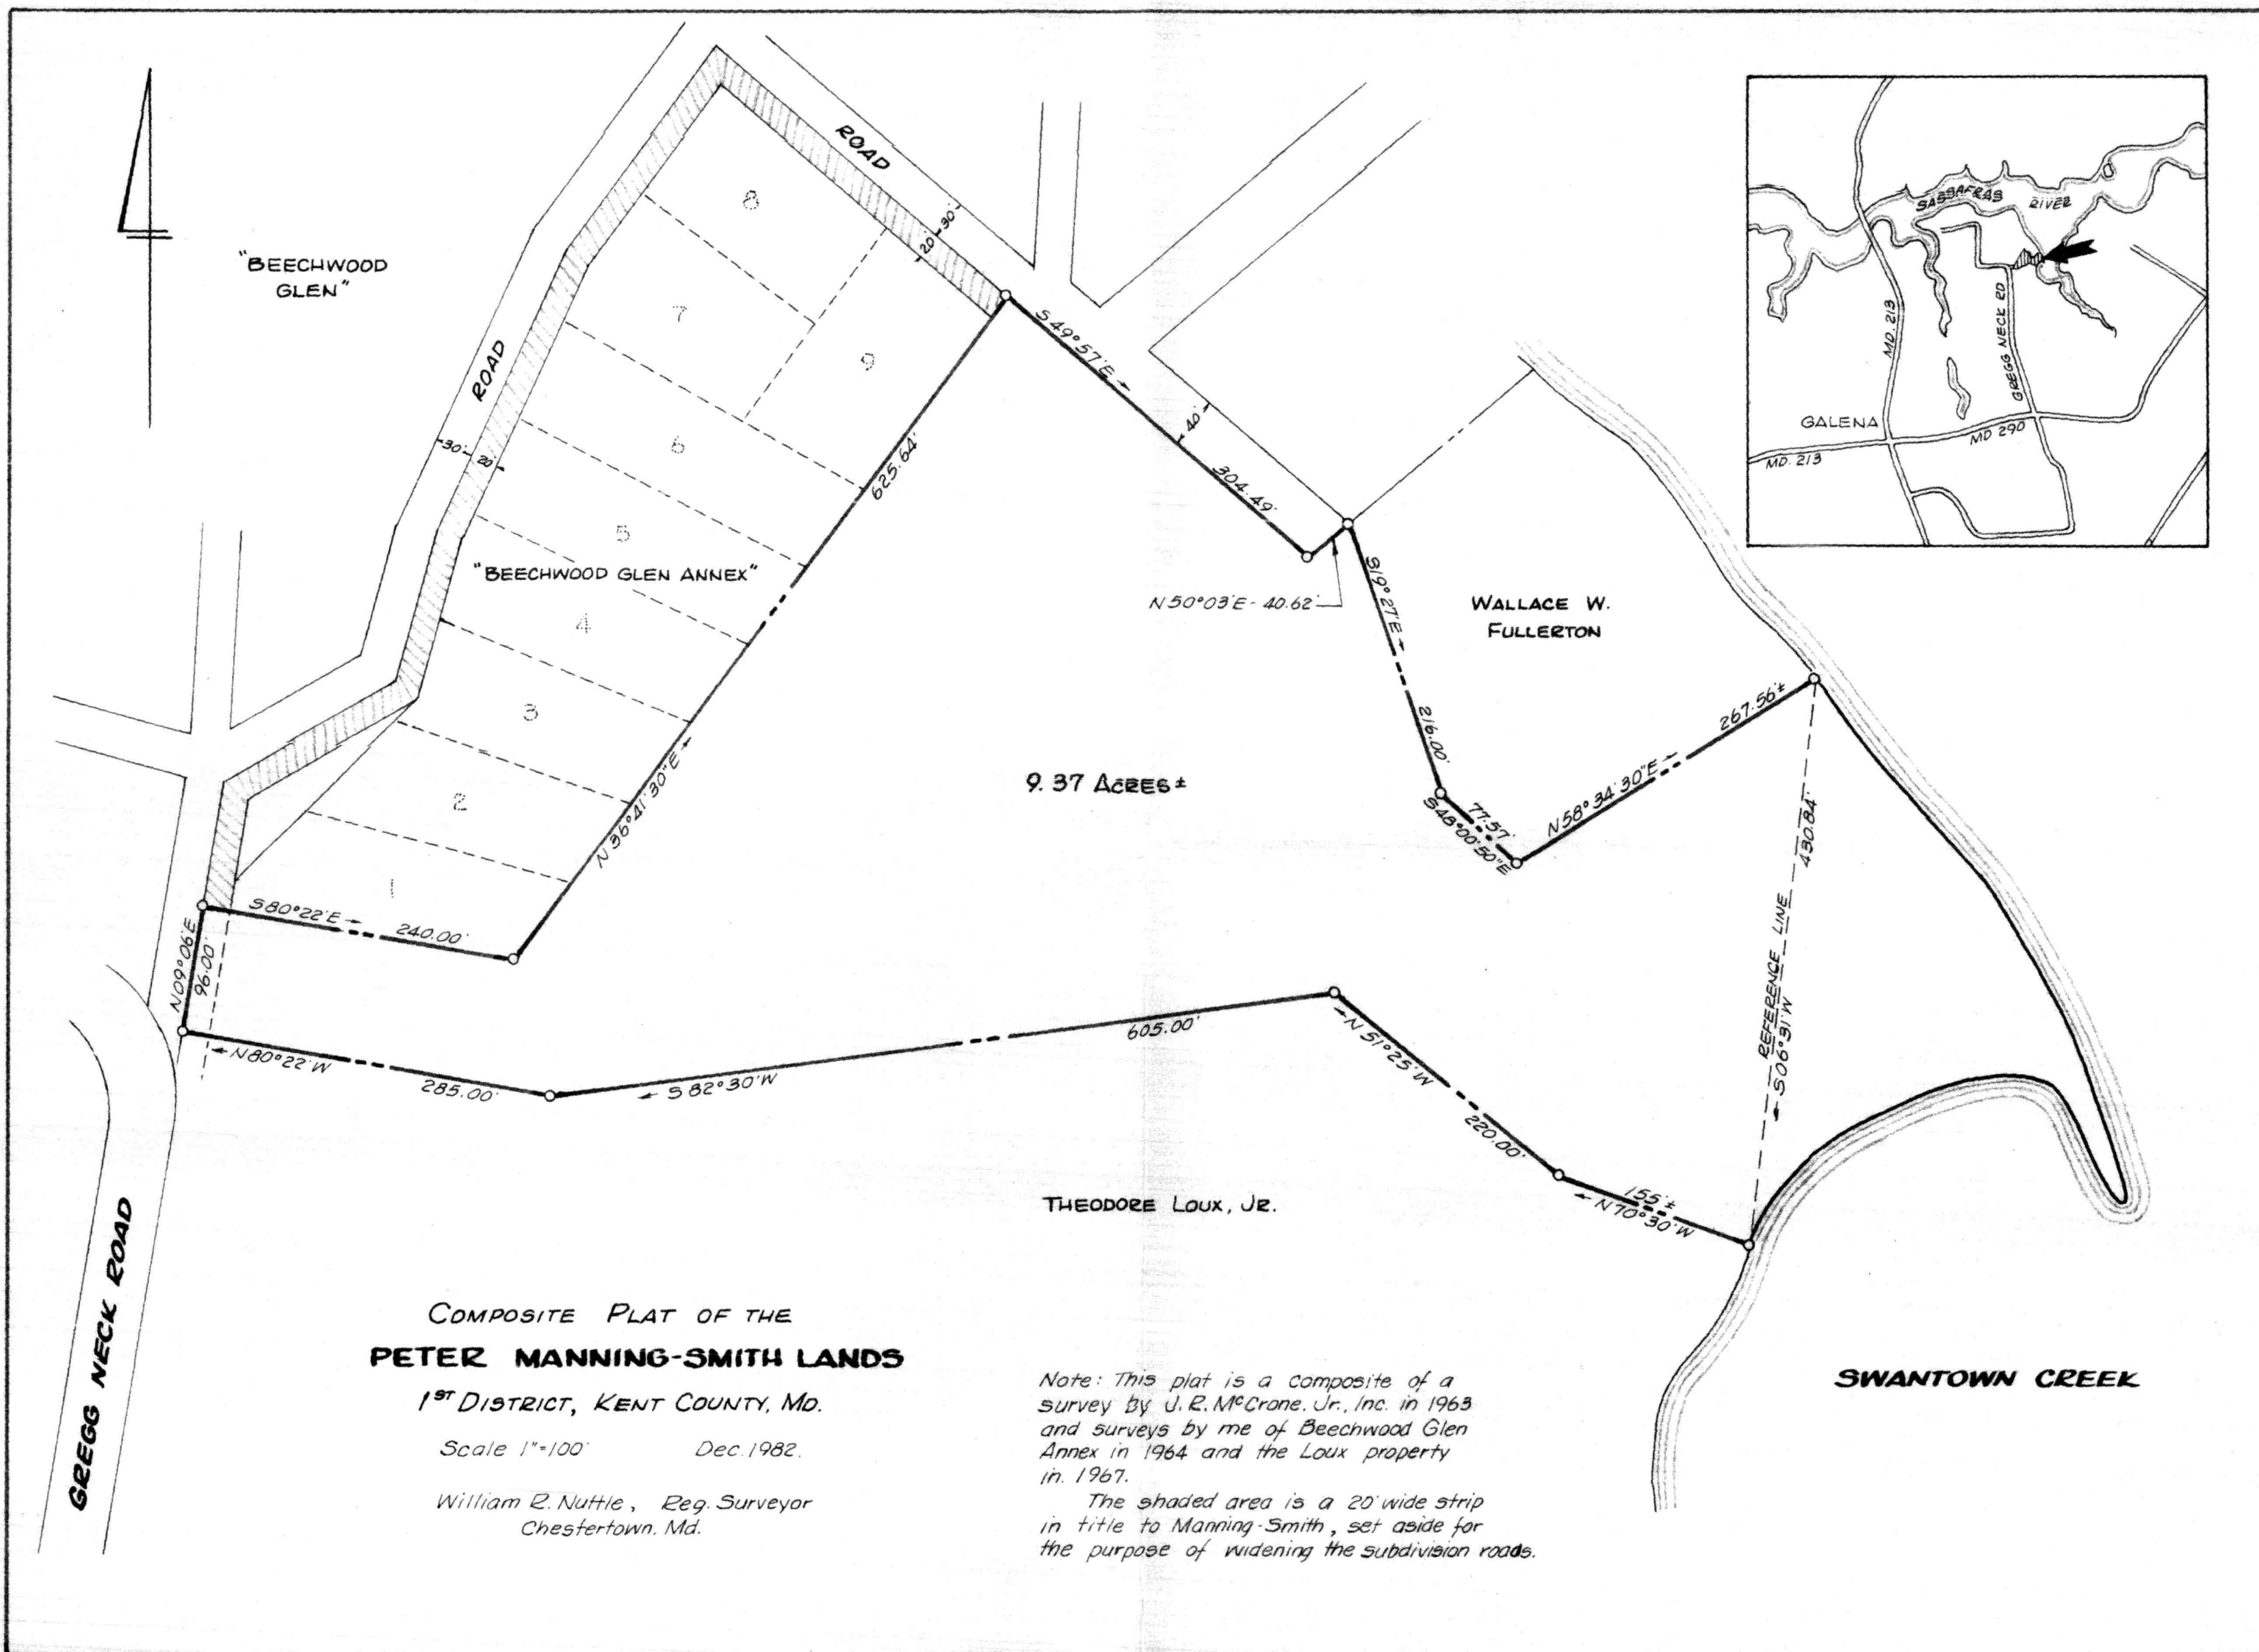 "BEECHWOOD
GLEN"
ROAD
ROAD
20'
30'
30'
20'
8
7
9
6
5
"BEECHWOOD GLEN ANNEX"
4
3
2
1
625.64'
N 36°41'30"E
S 49°57'E
304.49'
40'
N 50°03'E - 40.62'
S19°27'E
216.00'
77.57'
S48°00'50"E
N58°34'30"E
267.56'±
WALLACE W.
FULLERTON
9.37 ACRES±
REFERENCE LINE
430.84'
S06°31'W
S80°22'E
240.00'
N09°06'E
96.00'
N80°22'W
285.00'
S 82°30'W
605.00'
N 51°25'W
220.00'
155'±
N70°30'W
THEODORE LOUX, JR.
GREGG NECK ROAD
SWANTOWN CREEK
SASSAFRAS RIVER
MD. 213
GREGG NECK RD
GALENA
MD 290
MD. 213
COMPOSITE PLAT OF THE
PETER MANNING-SMITH LANDS
1ST DISTRICT, KENT COUNTY, MD.
Scale 1"=100' Dec. 1982.
William R. Nuttle, Reg. Surveyor
Chestertown. Md.
Note: This plat is a composite of a
survey by J. R. McCrone. Jr., Inc. in 1963
and surveys by me of Beechwood Glen
Annex in 1964 and the Loux property
in. 1967.
The shaded area is a 20' wide strip
in title to Manning-Smith, set aside for
the purpose of widening the subdivision roads.